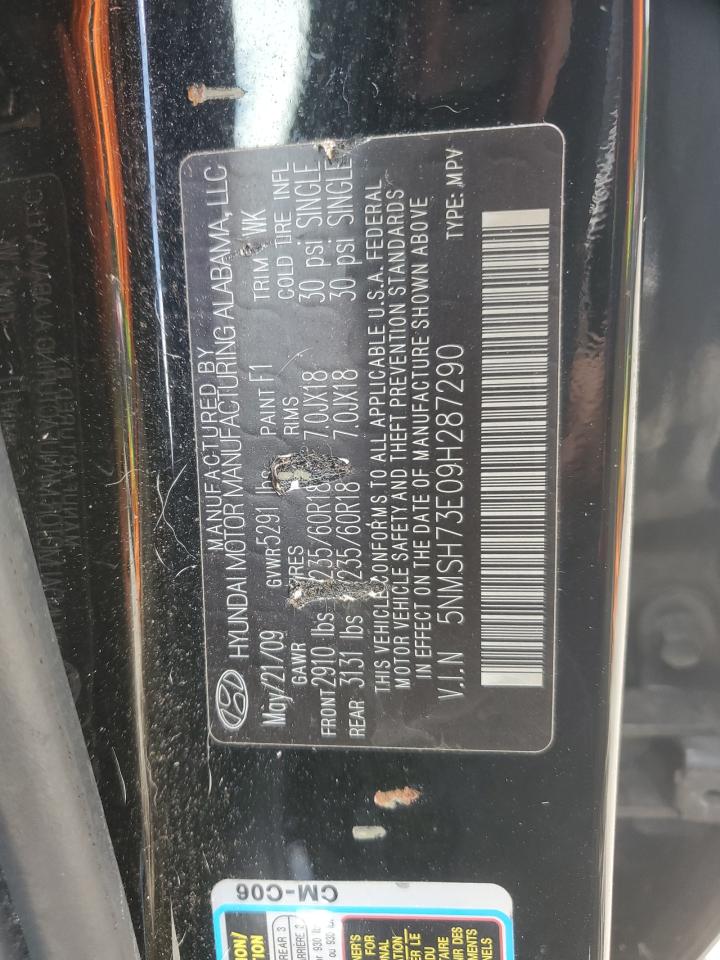 MANUFACTURED BY
HYUNDAI MOTOR MANUFACTURING ALABAMA, LLC
May/21/09 GVWR5291 lbs PAINT F1 TRIM WK
GAWR TIRES RIMS COLD TIRE INFL
FRONT 2910 lbs 235/60R18 7.0JX18 30 psi SINGLE
REAR 3131 lbs 235/60R18 7.0JX18 30 psi SINGLE
THIS VEHICLE CONFORMS TO ALL APPLICABLE U.S.A. FEDERAL
MOTOR VEHICLE SAFETY AND THEFT PREVENTION STANDARDS
IN EFFECT ON DATE OF MANUFACTURE SHOWN ABOVE
V.I.N 5NMSH73E09H287290 TYPE: MPV
CM-C06
REAR 3